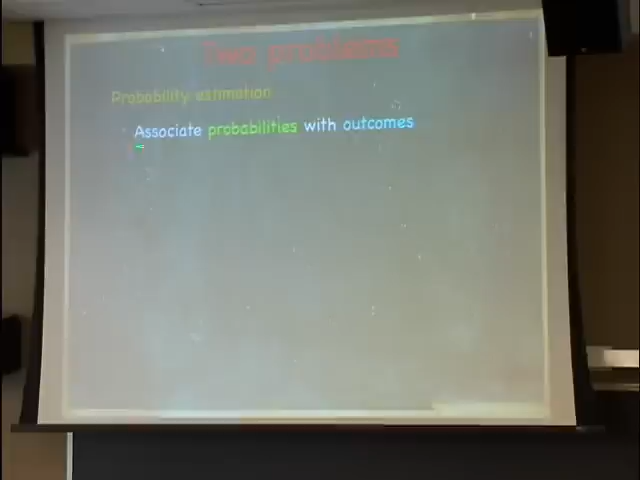 Two problems
Probability estimation
Associate probabilities with outcomes